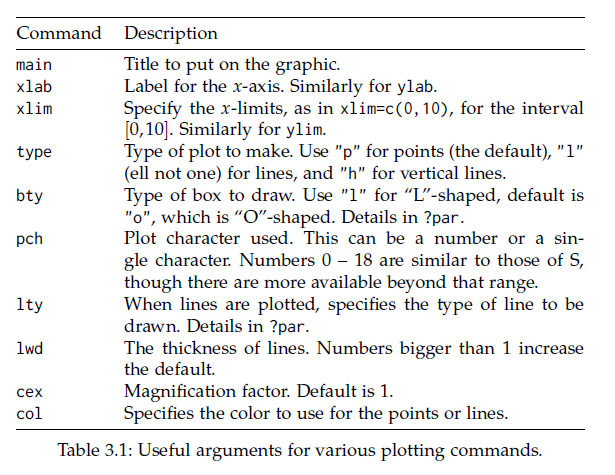 Command Description
main Title to put on the graphic.
xlab Label for the x-axis. Similarly for ylab.
xlim Specify the x-limits, as in xlim=c(0,10), for the interval
[0,10]. Similarly for ylim.
type Type of plot to make. Use "p" for points (the default), "l"
(ell not one) for lines, and "h" for vertical lines.
bty Type of box to draw. Use "l" for “L”-shaped, default is
"o", which is “O”-shaped. Details in ?par.
pch Plot character used. This can be a number or a sin-
gle character. Numbers 0 – 18 are similar to those of S,
though there are more available beyond that range.
lty When lines are plotted, specifies the type of line to be
drawn. Details in ?par.
lwd The thickness of lines. Numbers bigger than 1 increase
the default.
cex Magnification factor. Default is 1.
col Specifies the color to use for the points or lines.
Table 3.1: Useful arguments for various plotting commands.